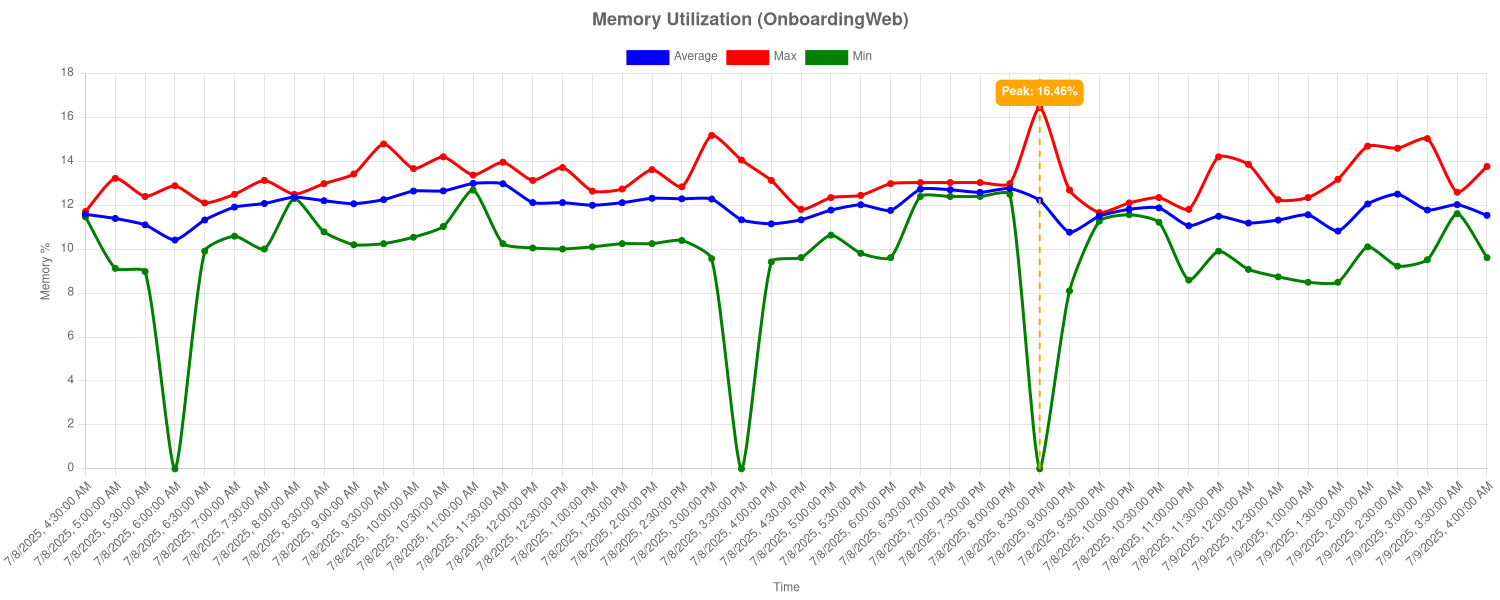 Memory Utilization (OnboardingWeb)
Average Max Min
Peak: 16.46%
18
16
14
12
10
8
6
4
2
0
Memory %
7/8/2025, 4:30:00 AM
7/8/2025, 5:00:00 AM
7/8/2025, 5:30:00 AM
7/8/2025, 6:00:00 AM
7/8/2025, 6:30:00 AM
7/8/2025, 7:00:00 AM
7/8/2025, 7:30:00 AM
7/8/2025, 8:00:00 AM
7/8/2025, 8:30:00 AM
7/8/2025, 9:00:00 AM
7/8/2025, 9:30:00 AM
7/8/2025, 10:00:00 AM
7/8/2025, 10:30:00 AM
7/8/2025, 11:00:00 AM
7/8/2025, 11:30:00 AM
7/8/2025, 12:00:00 PM
7/8/2025, 12:30:00 PM
7/8/2025, 1:00:00 PM
7/8/2025, 1:30:00 PM
7/8/2025, 2:00:00 PM
7/8/2025, 2:30:00 PM
7/8/2025, 3:00:00 PM
7/8/2025, 3:30:00 PM
7/8/2025, 4:00:00 PM
7/8/2025, 4:30:00 PM
7/8/2025, 5:00:00 PM
7/8/2025, 5:30:00 PM
7/8/2025, 6:00:00 PM
7/8/2025, 6:30:00 PM
7/8/2025, 7:00:00 PM
7/8/2025, 7:30:00 PM
7/8/2025, 8:00:00 PM
7/8/2025, 8:30:00 PM
7/8/2025, 9:00:00 PM
7/8/2025, 9:30:00 PM
7/8/2025, 10:00:00 PM
7/8/2025, 10:30:00 PM
7/8/2025, 11:00:00 PM
7/8/2025, 11:30:00 PM
7/9/2025, 12:00:00 AM
7/9/2025, 12:30:00 AM
7/9/2025, 1:00:00 AM
7/9/2025, 1:30:00 AM
7/9/2025, 2:00:00 AM
7/9/2025, 2:30:00 AM
7/9/2025, 3:00:00 AM
7/9/2025, 3:30:00 AM
7/9/2025, 4:00:00 AM
Time